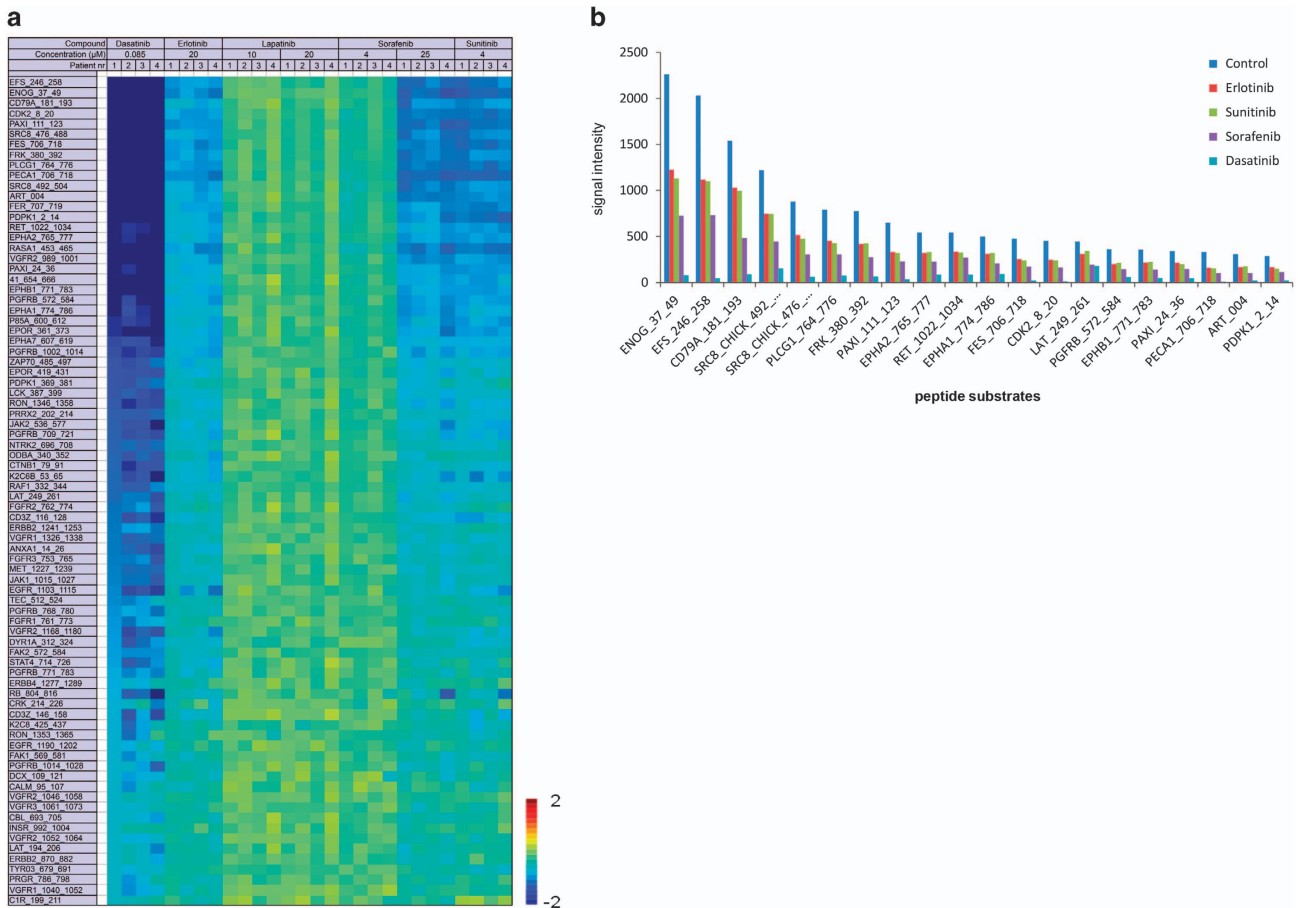 a
Compound Dasatinib Erlotinib Lapatinib Sorafenib Sunitinib
Concentration (µM) 0.085 20 10 20 4 25 4
Patient nr 1 2 3 4 1 2 3 4 1 2 3 4 1 2 3 4 1 2 3 4 1 2 3 4 1 2 3 4
EFS_246_258
ENOG_37_49
CD79A_181_193
CDK2_8_20
PAXI_111_123
SRC8_476_488
FES_706_718
FRK_380_392
PLCG1_764_776
PECA1_706_718
SRC8_492_504
ART_004
FER_707_719
PDPK1_2_14
RET_1022_1034
EPHA2_765_777
RASA1_453_465
VGFR2_989_1001
PAXI_24_36
41_654_666
EPHB1_771_783
PGFRB_572_584
EPHA1_774_786
P85A_600_612
EPOR_361_373
EPHA7_607_619
PGFRB_1002_1014
ZAP70_485_497
EPOR_419_431
PDPK1_369_381
LCK_387_399
RON_1346_1358
PRRX2_202_214
JAK2_536_577
PGFRB_709_721
NTRK2_696_708
ODBA_340_352
CTNB1_79_91
K2C6B_53_65
RAF1_332_344
LAT_249_261
FGFR2_762_774
CD3Z_116_128
ERBB2_1241_1253
VGFR1_1326_1338
ANXA1_14_26
FGFR3_753_765
MET_1227_1239
JAK1_1015_1027
EGFR_1103_1115
TEC_512_524
PGFRB_768_780
FGFR1_761_773
VGFR2_1168_1180
DYR1A_312_324
FAK2_572_584
STAT4_714_726
PGFRB_771_783
ERBB4_1277_1289
RB_804_816
CRK_214_226
CD3Z_146_158
K2C8_425_437
RON_1353_1365
EGFR_1190_1202
FAK1_569_581
PGFRB_1014_1028
DCX_109_121
CALM_95_107
VGFR2_1046_1058
VGFR3_1061_1073
CBL_693_705
INSR_992_1004
VGFR2_1052_1064
LAT_194_206
ERBB2_870_882
TYR03_679_691
PRGR_786_798
VGFR1_1040_1052
C1R_199_211
2
-2
b
2500
2000
1500
1000
500
0
signal intensity
Control
Erlotinib
Sunitinib
Sorafenib
Dasatinib
ENOG_37_49
EFS_246_258
CD79A_181_193
SRC8_CHICK_492_...
SRC8_CHICK_476_...
PLCG1_764_776
FRK_380_392
PAXI_111_123
EPHA2_765_777
RET_1022_1034
EPHA1_774_786
FES_706_718
CDK2_8_20
LAT_249_261
PGFRB_572_584
EPHB1_771_783
PAXI_24_36
PECA1_706_718
ART_004
PDPK1_2_14
peptide substrates